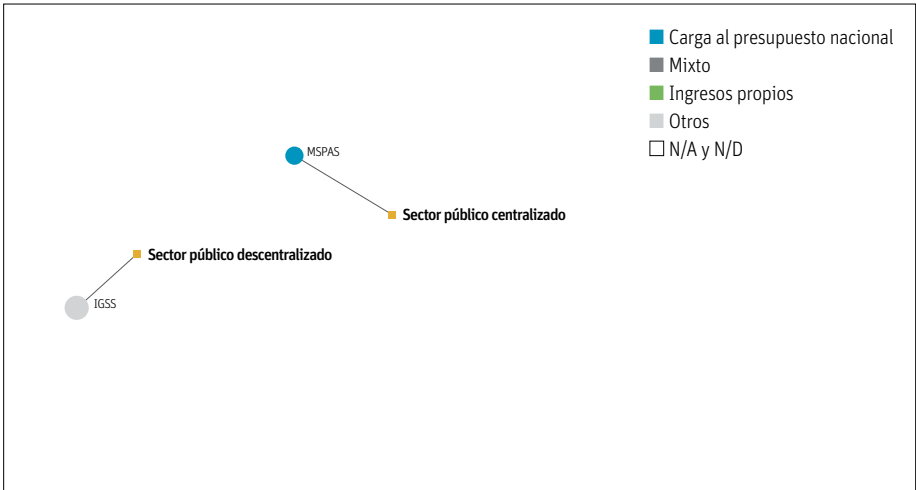 Carga al presupuesto nacional
Mixto
Ingresos propios
Otros
N/A y N/D
MSPAS
Sector público centralizado
Sector público descentralizado
IGSS